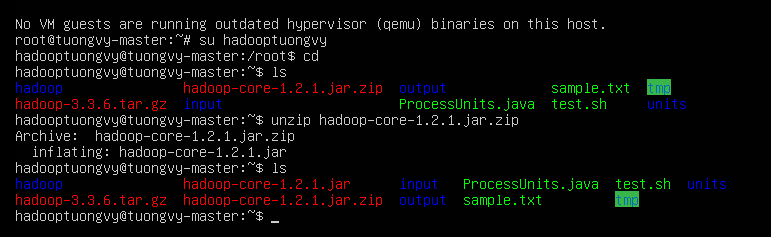 No VM guests are running outdated hypervisor (qemu) binaries on this host.
root@tuongvy-master:~# su hadooptuongvy
hadooptuongvy@tuongvy-master:/root$ cd
hadooptuongvy@tuongvy-master:~$ ls
hadoop hadoop-core-1.2.1.jar.zip output sample.txt tmp
hadoop-3.3.6.tar.gz input ProcessUnits.java test.sh units
hadooptuongvy@tuongvy-master:~$ unzip hadoop-core-1.2.1.jar.zip
Archive:  hadoop-core-1.2.1.jar.zip
  inflating: hadoop-core-1.2.1.jar
hadooptuongvy@tuongvy-master:~$ ls
hadoop hadoop-core-1.2.1.jar input ProcessUnits.java test.sh units
hadoop-3.3.6.tar.gz hadoop-core-1.2.1.jar.zip output sample.txt tmp
hadooptuongvy@tuongvy-master:~$ _